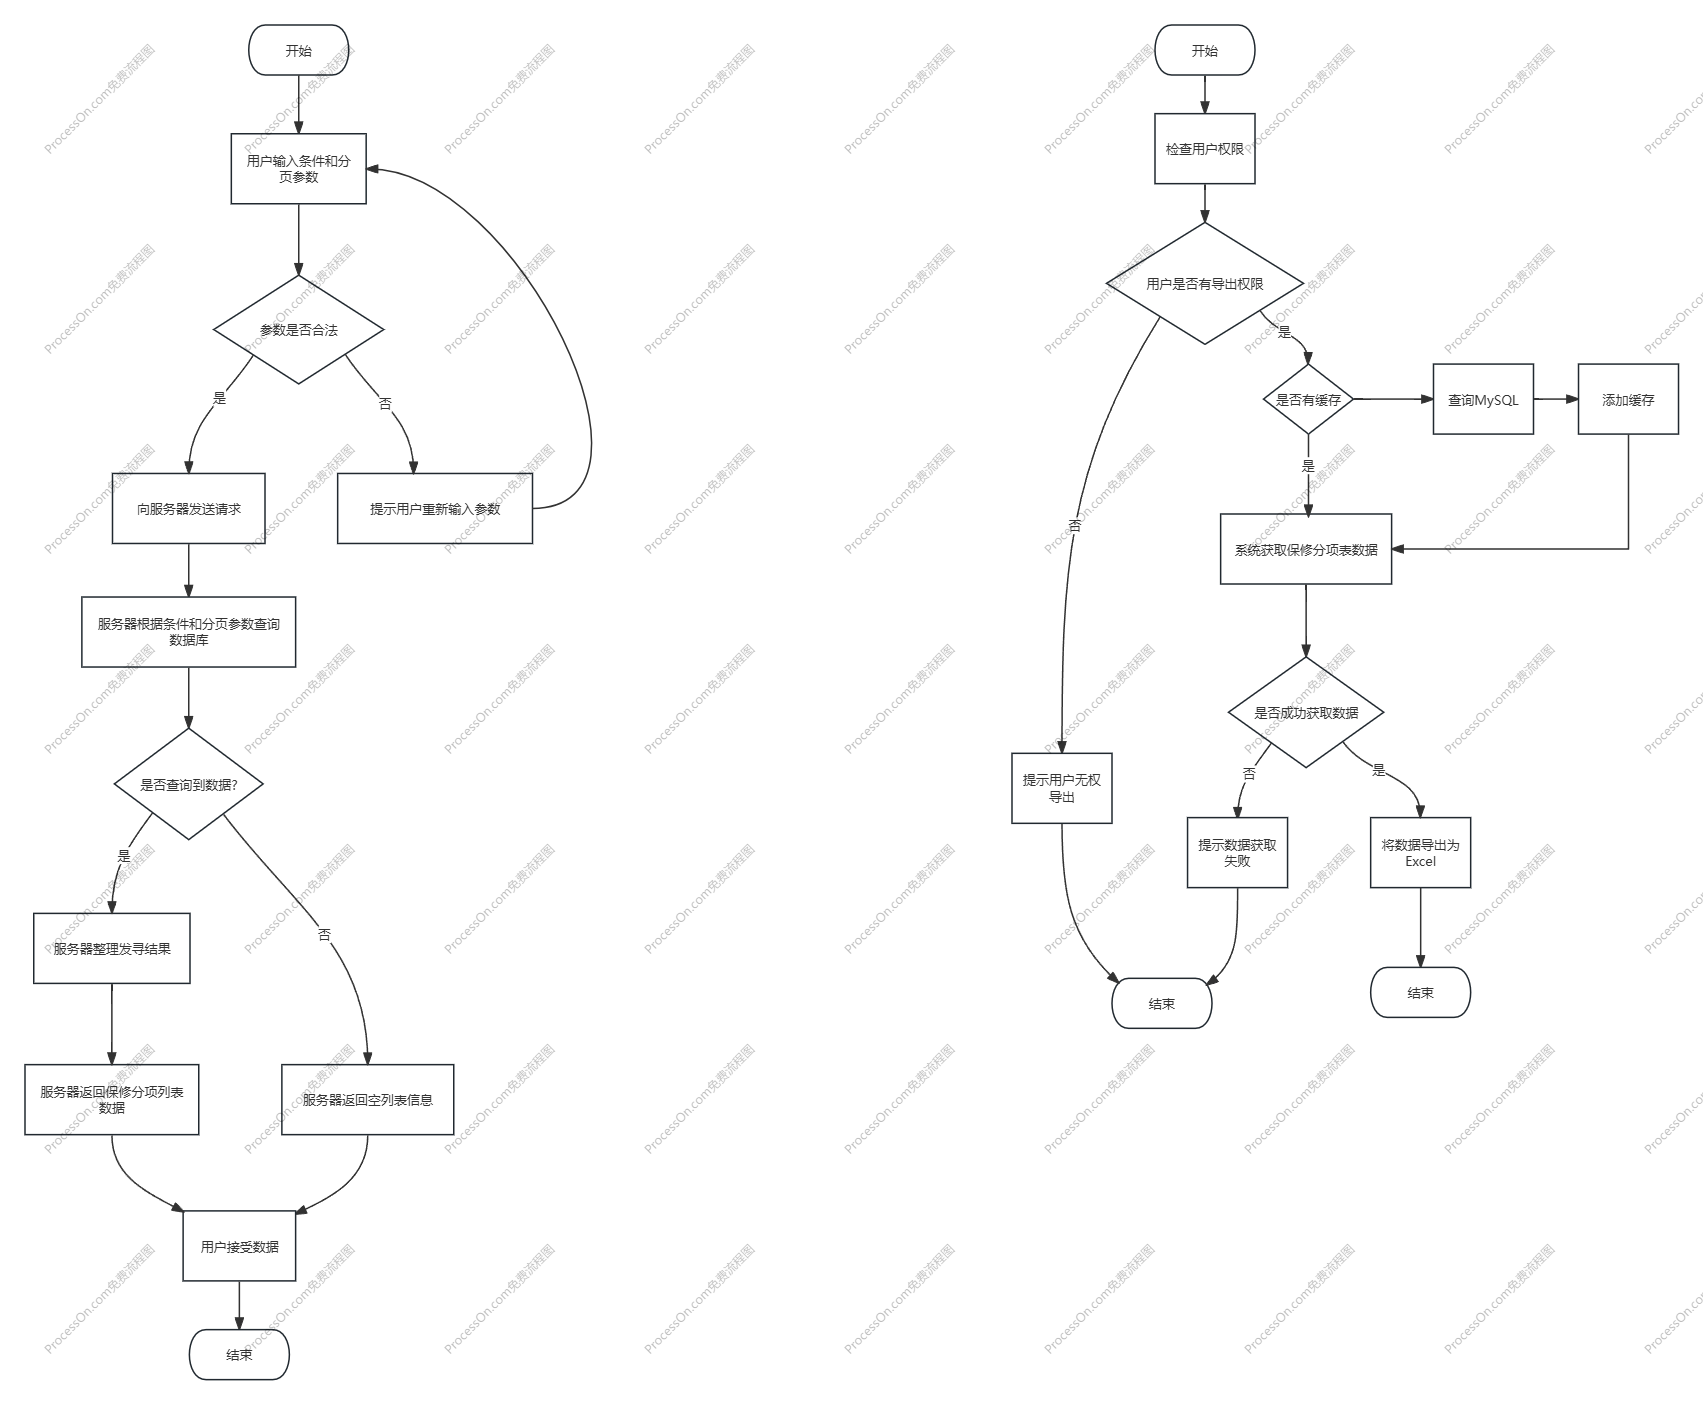 开始
用户输入条件和分
页参数
参数是否合法
是
否
向服务器发送请求
提示用户重新输入参数
服务器根据条件和分页参数查询
数据库
是否查询到数据?
是
否
服务器整理发寻结果
服务器返回保修分项列表
数据
服务器返回空列表信息
用户接受数据
结束
开始
检查用户权限
用户是否有导出权限
是
否
是否有缓存
查询MySQL
添加缓存
是
系统获取保修分项表数据
是否成功获取数据
否
是
提示用户无权
导出
提示数据获取
失败
将数据导出为
Excel
结束
结束
ProcessOn.com免费流程图